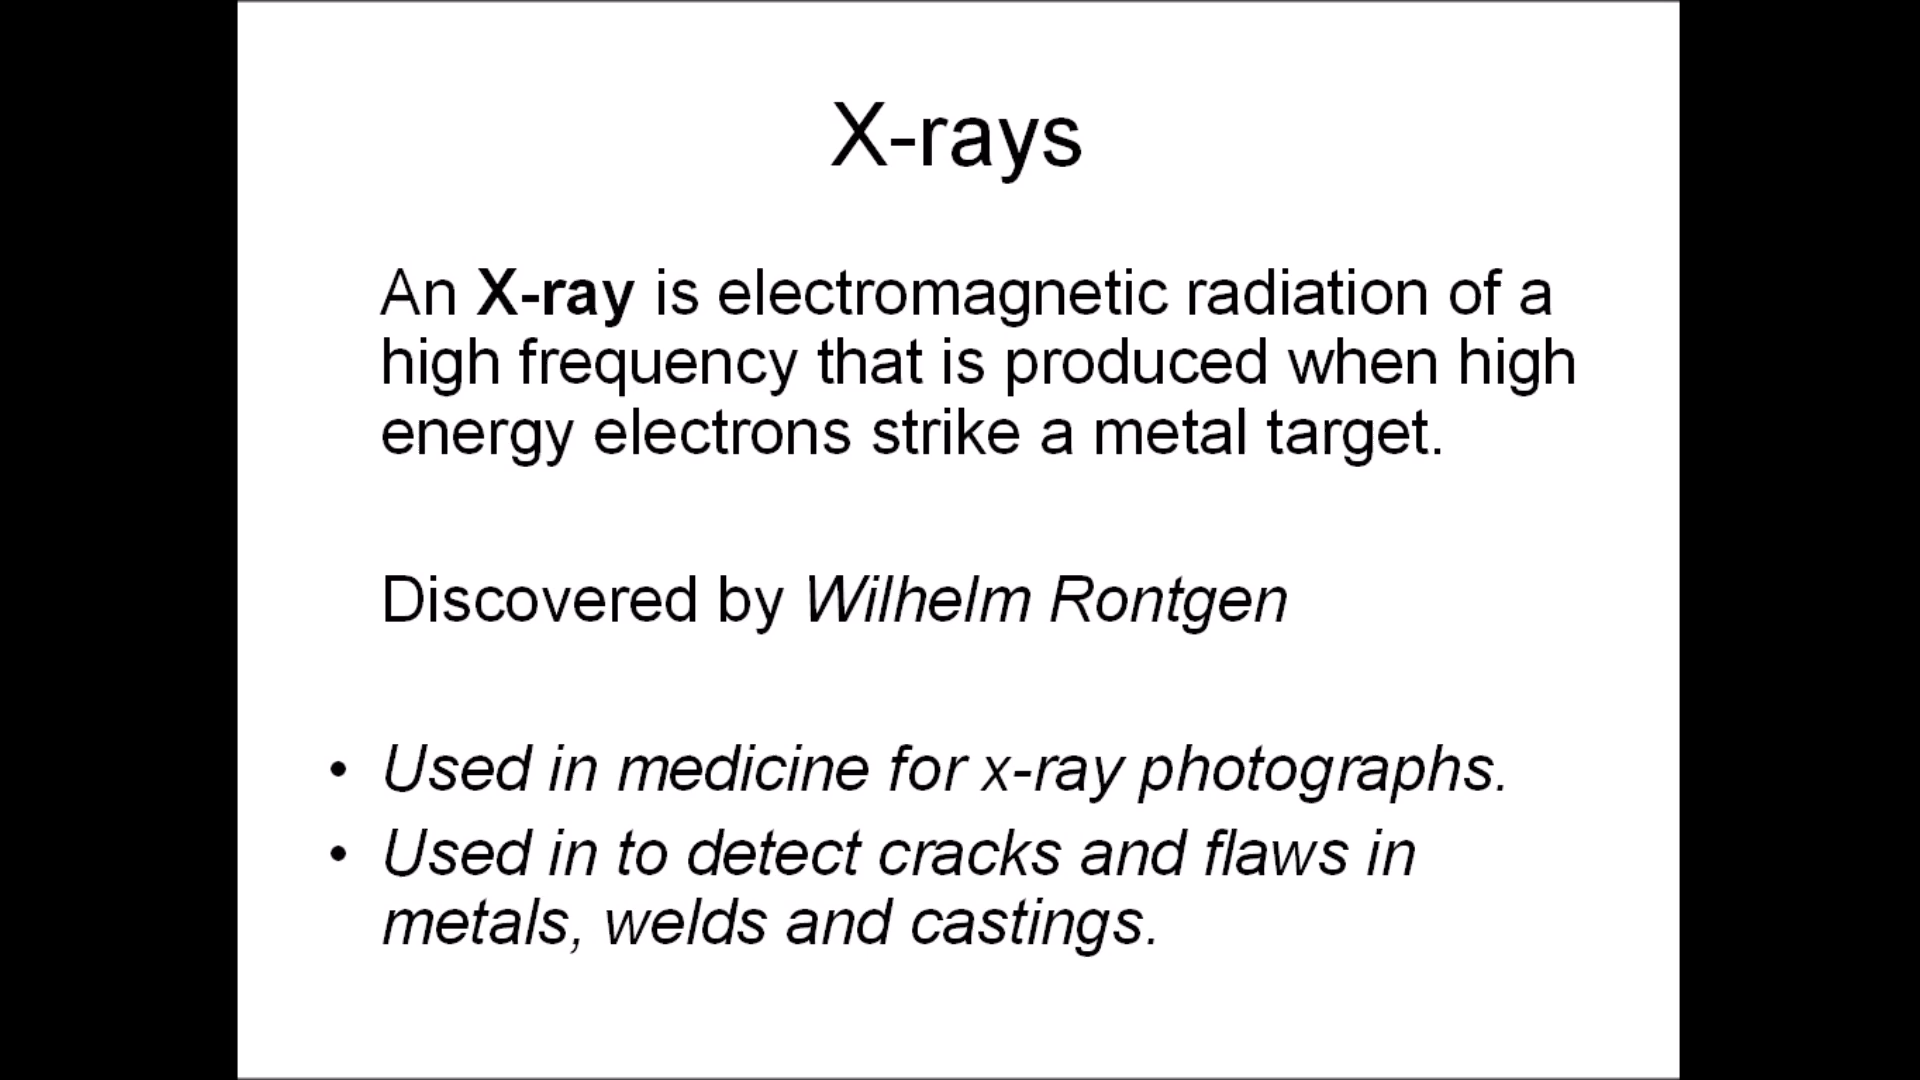 X-rays
An X-ray is electromagnetic radiation of a
high frequency that is produced when high
energy electrons strike a metal target.
Discovered by Wilhelm Rontgen
• Used in medicine for x-ray photographs.
• Used in to detect cracks and flaws in
metals, welds and castings.